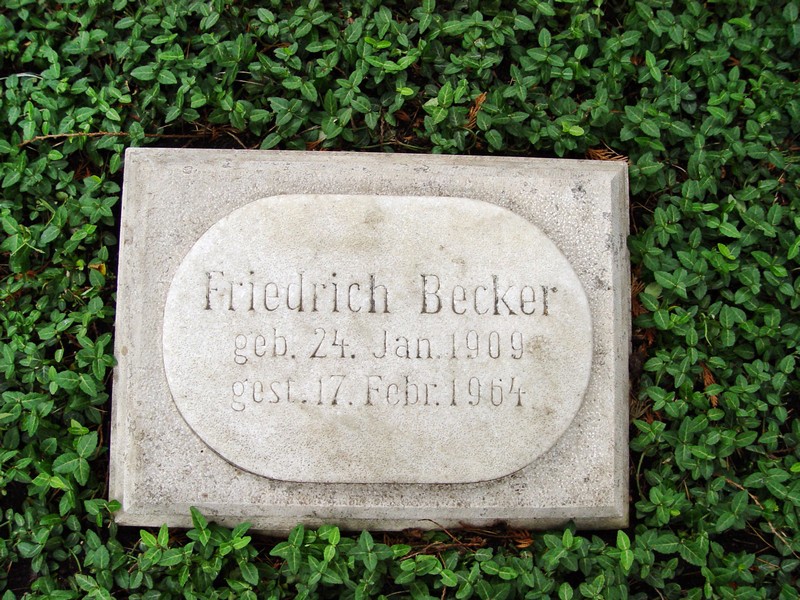 Friedrich Becker
geb. 24. Jan. 1909
gest. 17. Febr. 1964